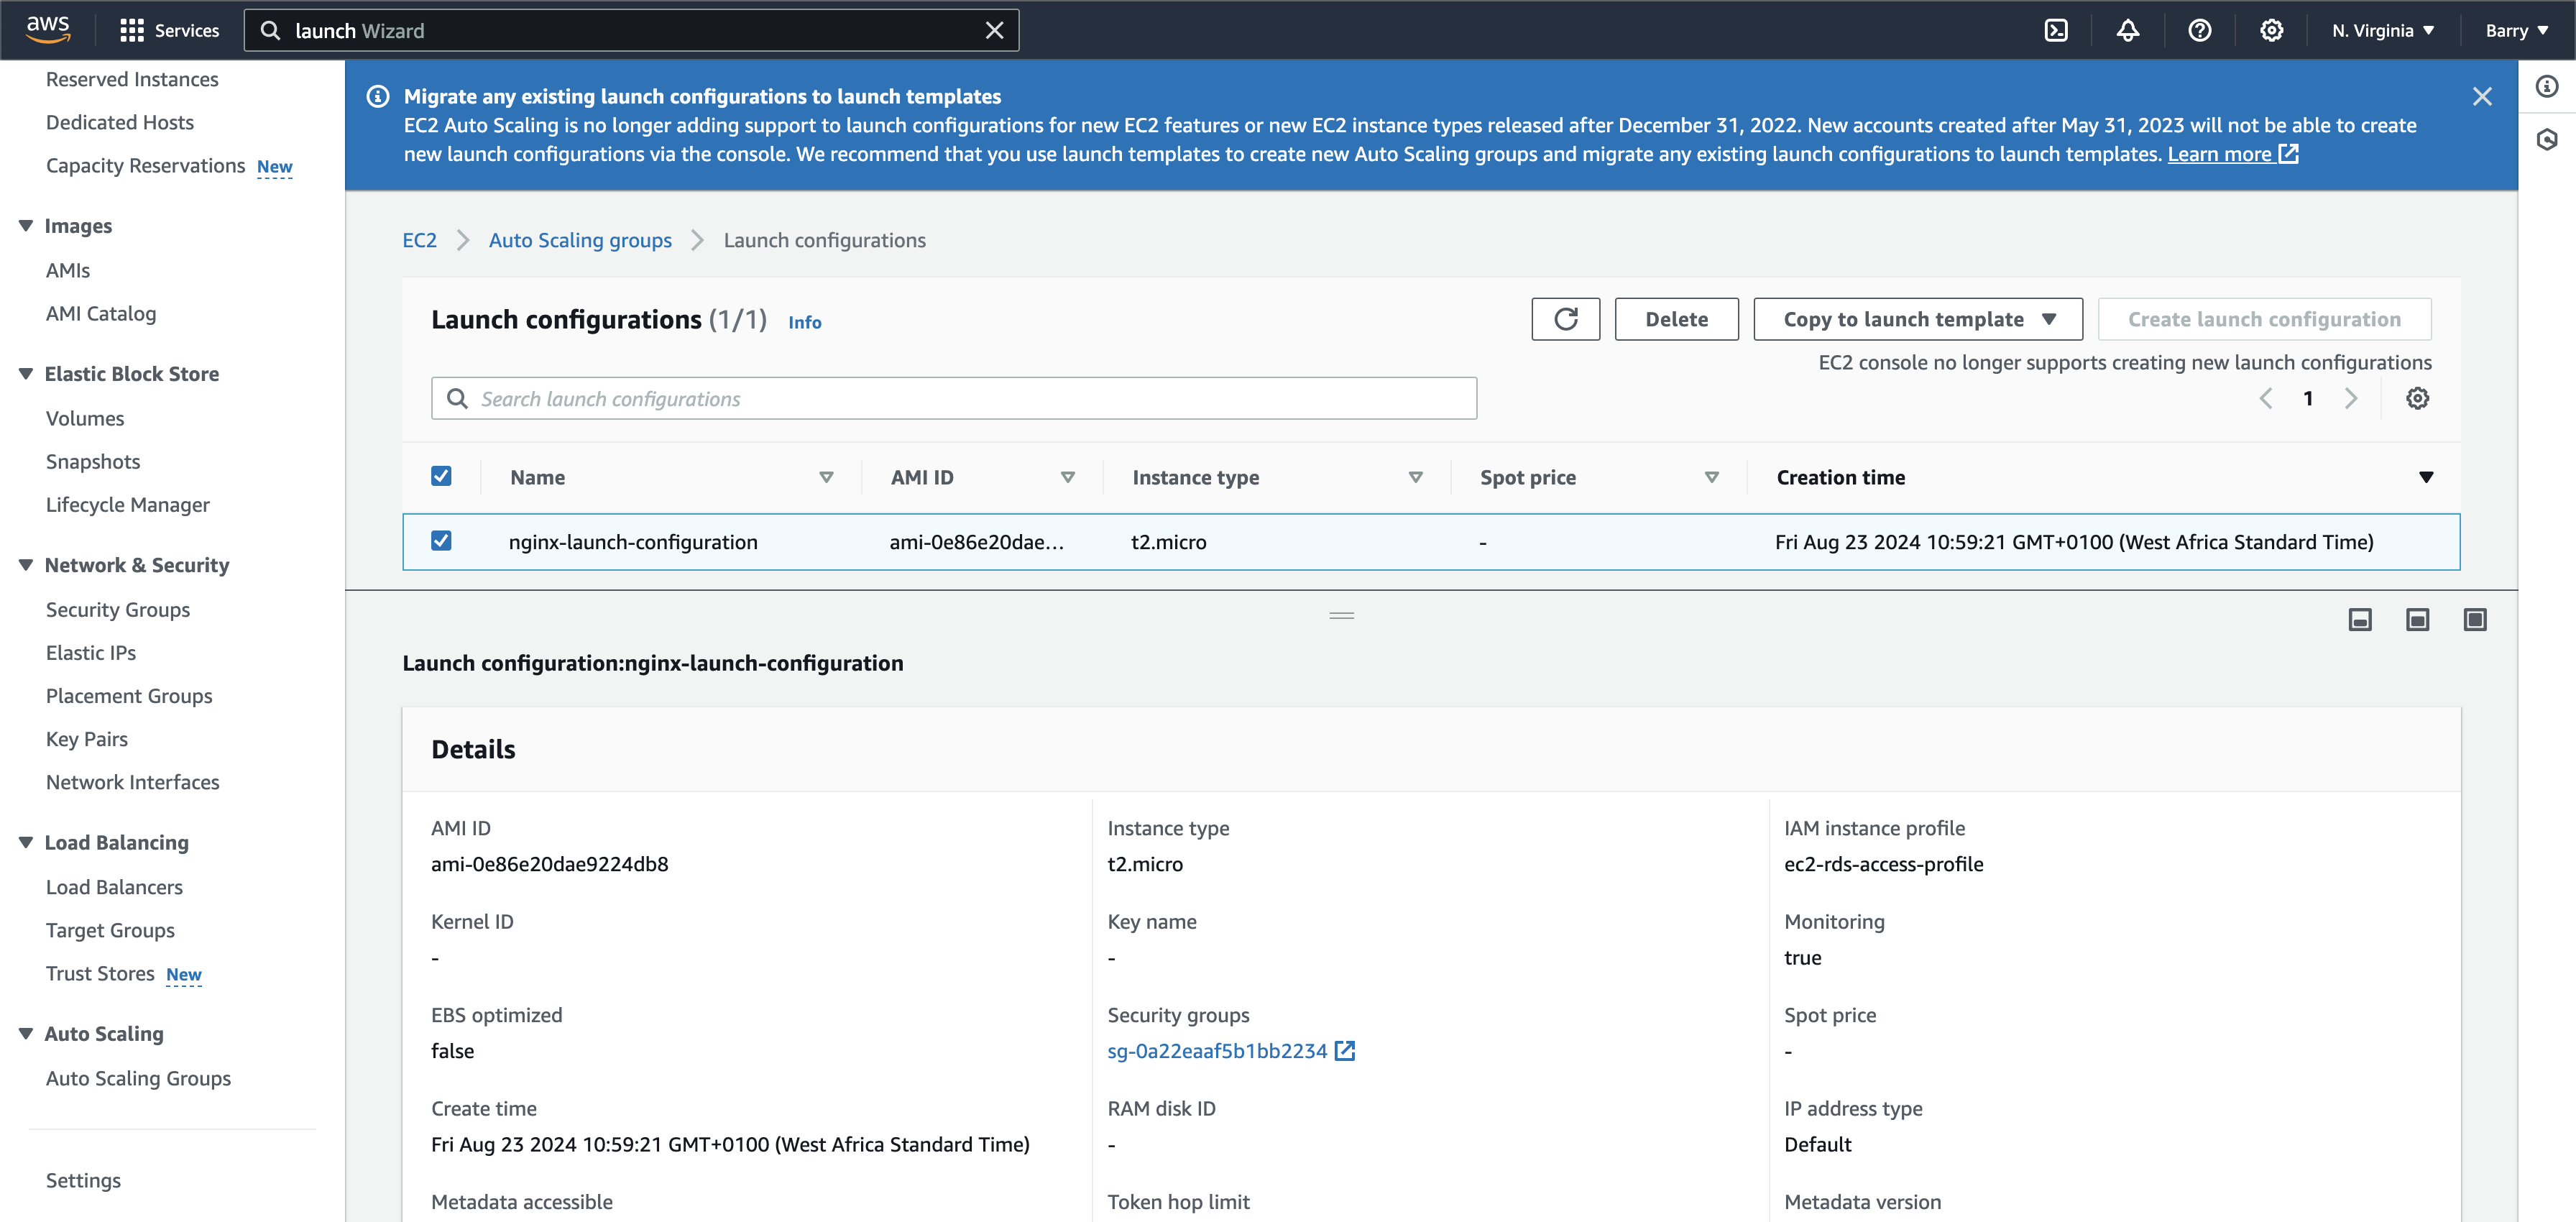 aws
Services
launch Wizard
N. Virginia
Barry
Reserved Instances
Dedicated Hosts
Capacity Reservations New
Images
AMIs
AMI Catalog
Elastic Block Store
Volumes
Snapshots
Lifecycle Manager
Network & Security
Security Groups
Elastic IPs
Placement Groups
Key Pairs
Network Interfaces
Load Balancing
Load Balancers
Target Groups
Trust Stores New
Auto Scaling
Auto Scaling Groups
Settings
Migrate any existing launch configurations to launch templates
EC2 Auto Scaling is no longer adding support to launch configurations for new EC2 features or new EC2 instance types released after December 31, 2022. New accounts created after May 31, 2023 will not be able to create
new launch configurations via the console. We recommend that you use launch templates to create new Auto Scaling groups and migrate any existing launch configurations to launch templates. Learn more
EC2 Auto Scaling groups Launch configurations
Launch configurations (1/1) Info
Delete
Copy to launch template
Create launch configuration
EC2 console no longer supports creating new launch configurations
Search launch configurations
1
Name AMI ID Instance type Spot price Creation time
nginx-launch-configuration ami-0e86e20dae... t2.micro - Fri Aug 23 2024 10:59:21 GMT+0100 (West Africa Standard Time)
Launch configuration:nginx-launch-configuration
Details
AMI ID Instance type IAM instance profile
ami-0e86e20dae9224db8 t2.micro ec2-rds-access-profile
Kernel ID Key name Monitoring
- - true
EBS optimized Security groups Spot price
false sg-0a22eaaf5b1bb2234 -
Create time RAM disk ID IP address type
Fri Aug 23 2024 10:59:21 GMT+0100 (West Africa Standard Time) - Default
Metadata accessible Token hop limit Metadata version